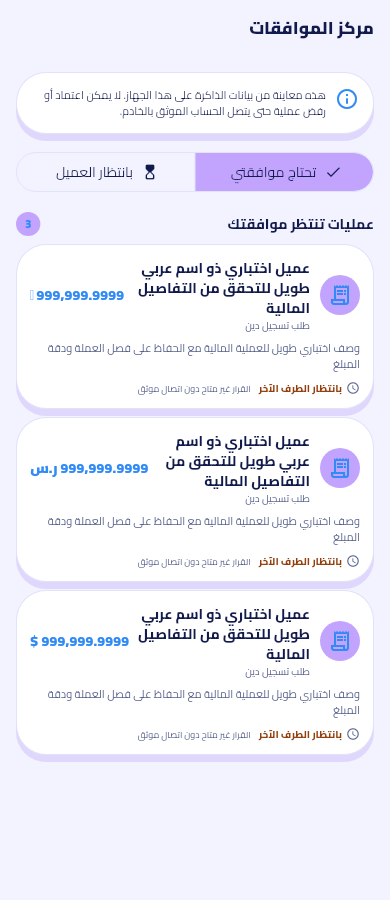 مركز الموافقات
هذه معاينة من بيانات الذاكرة على هذا الجهاز. لا يمكن اعتماد أو
رفض عملية حتى يتصل الحساب الموثق بالخادم.
تحتاج موافقتي
بانتظار العميل
عمليات تنتظر موافقتك
3
عميل اختباري ذو اسم عربي
طويل للتحقق من التفاصيل
المالية
999,999.9999
طلب تسجيل دين
وصف اختباري طويل للعملية المالية مع الحفاظ على فصل العملة ودقة
المبلغ
بانتظار الطرف الآخر
القرار غير متاح دون اتصال موثق
عميل اختباري ذو اسم
عربي طويل للتحقق من
التفاصيل المالية
999,999.9999 ر.س
طلب تسجيل دين
وصف اختباري طويل للعملية المالية مع الحفاظ على فصل العملة ودقة
المبلغ
بانتظار الطرف الآخر
القرار غير متاح دون اتصال موثق
عميل اختباري ذو اسم عربي
طويل للتحقق من التفاصيل
المالية
999,999.9999 $
طلب تسجيل دين
وصف اختباري طويل للعملية المالية مع الحفاظ على فصل العملة ودقة
المبلغ
بانتظار الطرف الآخر
القرار غير متاح دون اتصال موثق